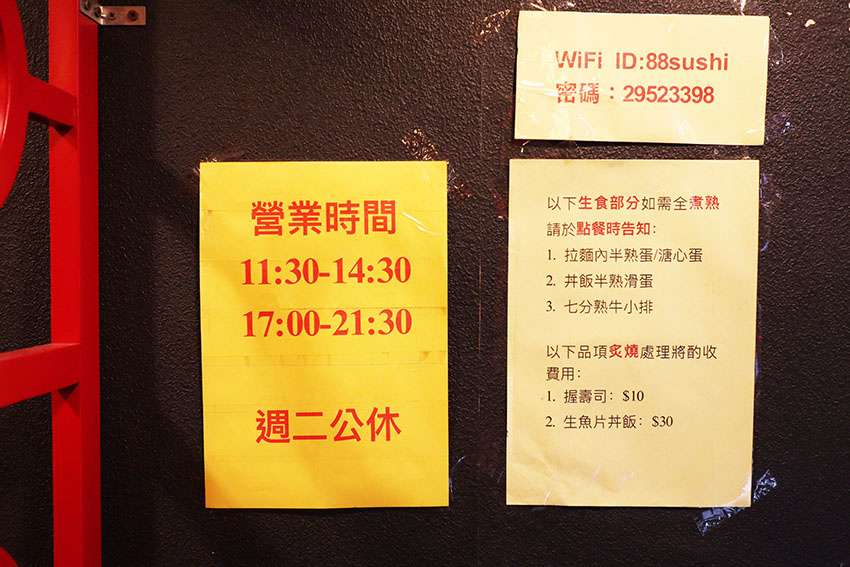 營業時間
11:30-14:30
17:00-21:30
週二公休
WiFi ID:88sushi
密碼：29523398
以下生食部分如需全煮熟
請於點餐時告知：
1. 拉麵內半熟蛋/溏心蛋
2. 丼飯半熟滑蛋
3. 七分熟牛小排
以下品項炙燒處理將酌收
費用：
1. 握壽司：$10
2. 生魚片丼飯：$30